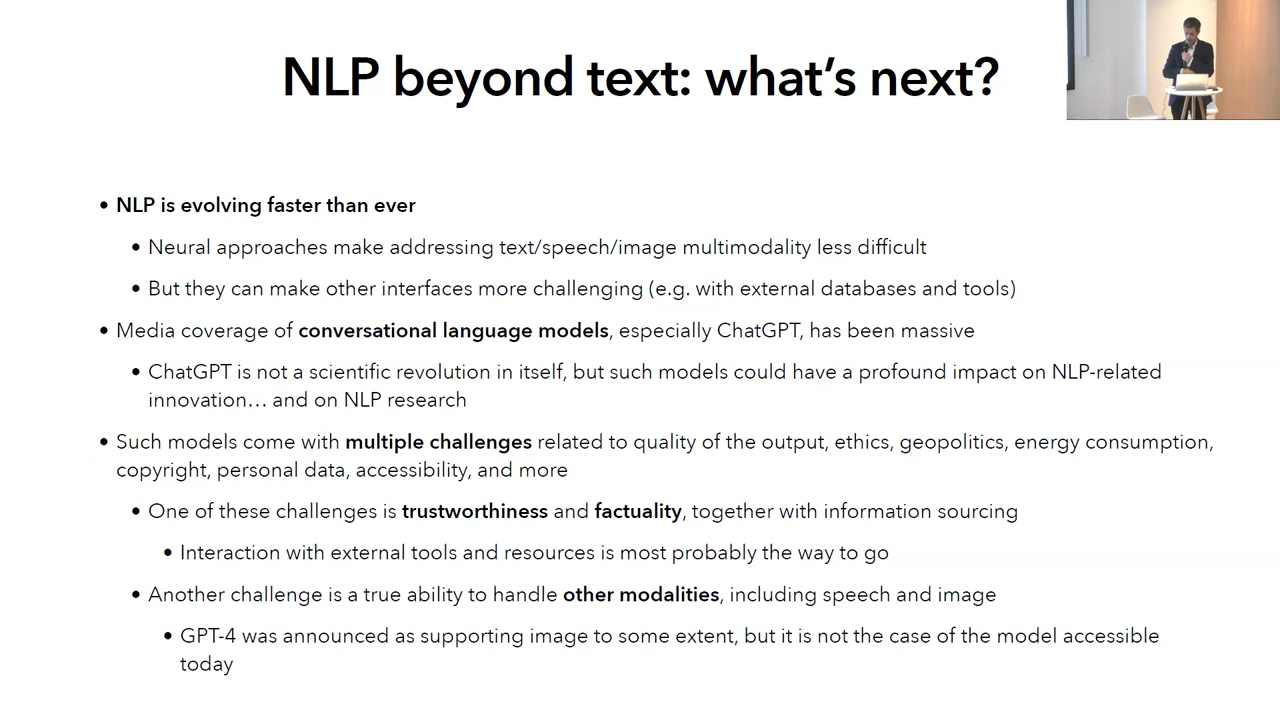 NLP beyond text: what's next?
• NLP is evolving faster than ever
• Neural approaches make addressing text/speech/image multimodality less difficult
• But they can make other interfaces more challenging (e.g. with external databases and tools)
• Media coverage of conversational language models, especially ChatGPT, has been massive
• ChatGPT is not a scientific revolution in itself, but such models could have a profound impact on NLP-related
innovation… and on NLP research
• Such models come with multiple challenges related to quality of the output, ethics, geopolitics, energy consumption,
copyright, personal data, accessibility, and more
• One of these challenges is trustworthiness and factuality, together with information sourcing
• Interaction with external tools and resources is most probably the way to go
• Another challenge is a true ability to handle other modalities, including speech and image
• GPT-4 was announced as supporting image to some extent, but it is not the case of the model accessible
today